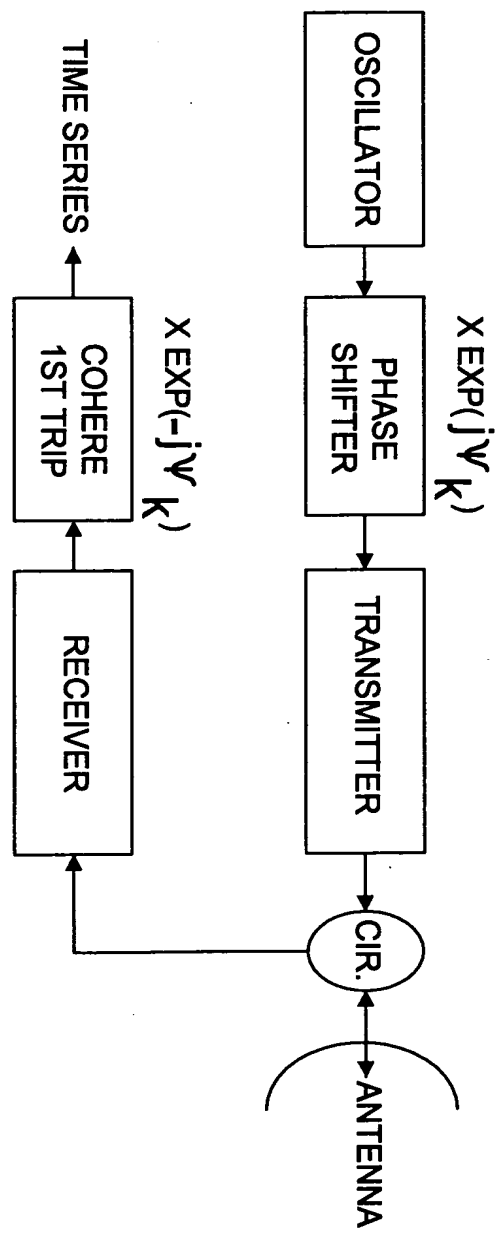 OSCILLATOR
X EXP(jψk)
PHASE
SHIFTER
TRANSMITTER
CIR.
ANTENNA
TIME SERIES
X EXP(-jψk)
COHERE
1ST TRIP
RECEIVER